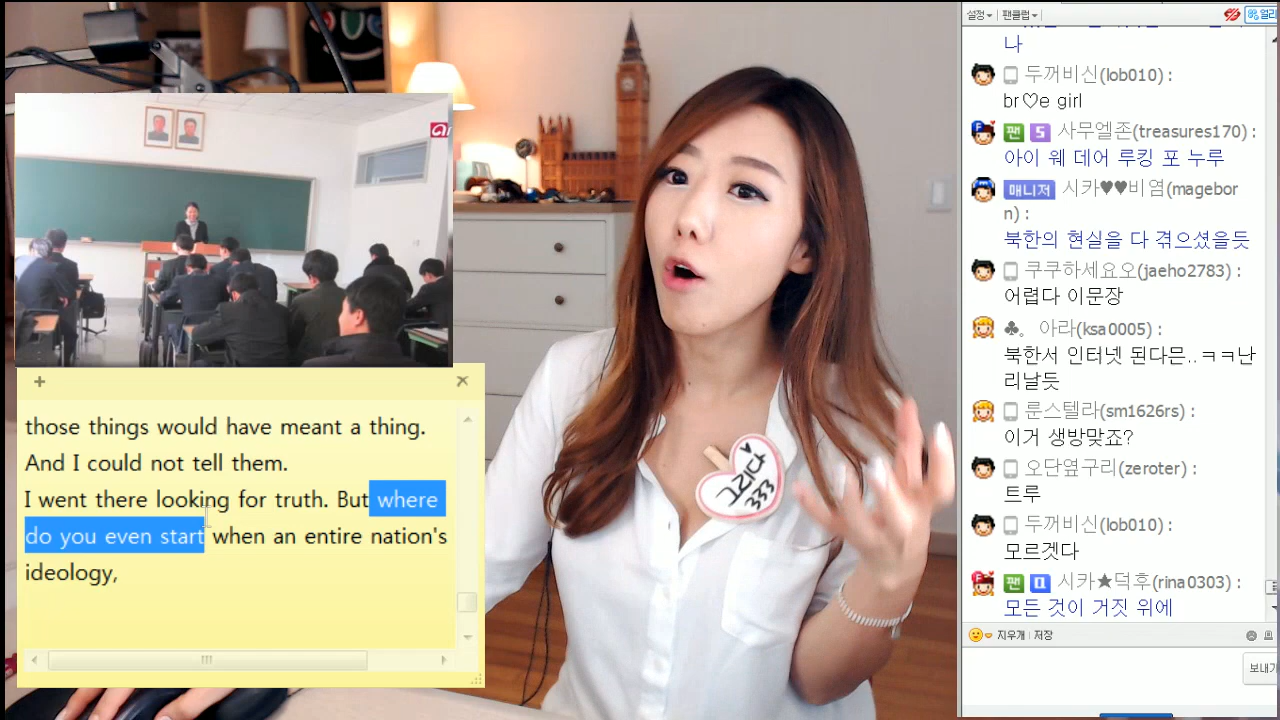 those things would have meant a thing.
And I could not tell them.
I went there looking for truth. But where
do you even start when an entire nation's
ideology,
그리다
333
설정 팬클럽
나
두꺼비신(lob010) :
br♡e girl
팬 S 사무엘존(treasures170) :
아이 웨 데어 루킹 포 누루
매니저 시카♥♥비염(magebor
n) :
북한의 현실을 다 겪으셨을듯
쿠쿠하세요오(jaeho2783) :
어렵다 이문장
♣。 아라(ksa0005) :
북한서 인터넷 된다믄..ㅋㅋ난
리날듯
룬스텔라(sm1626rs) :
이거 생방맞죠?
오단옆구리(zeroter) :
트루
두꺼비신(lob010) :
모르겟다
팬 시카★덕후(rina0303) :
모든 것이 거짓 위에
지우개 저장
보내기